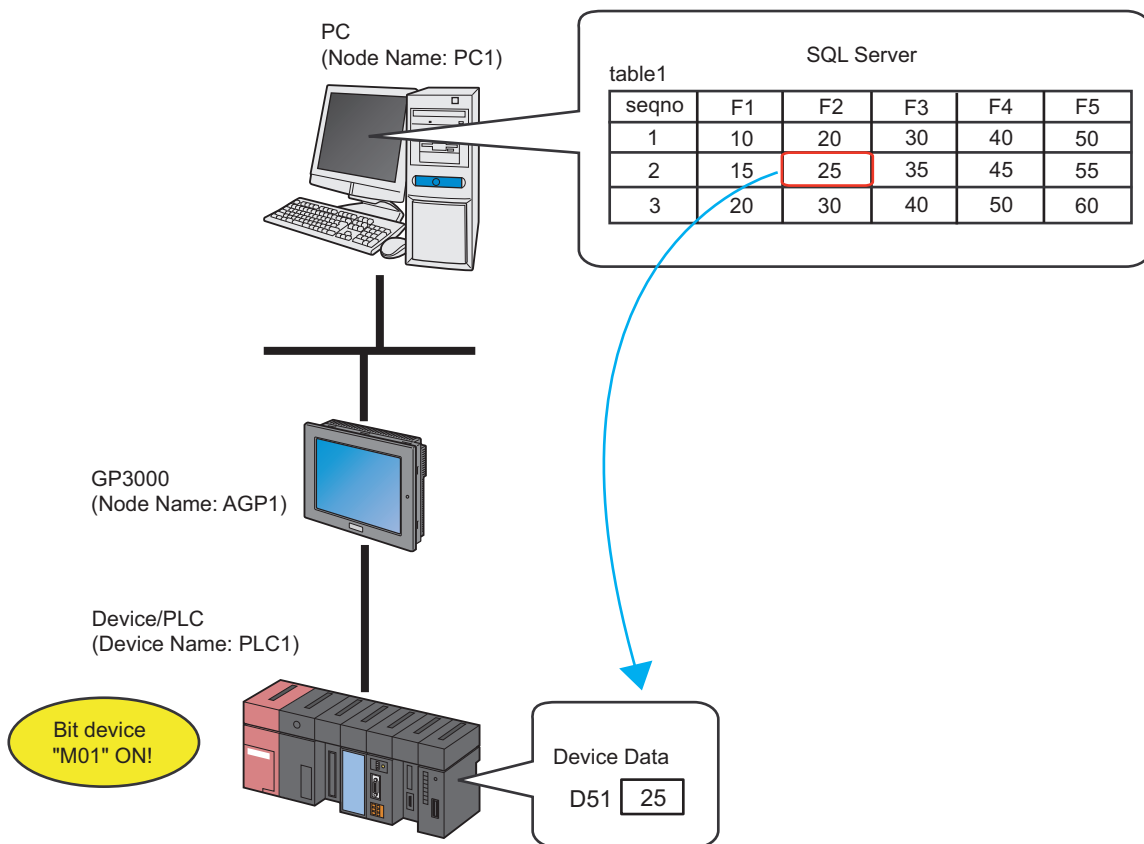 PC
(Node Name: PC1)
SQL Server
table1
seqno F1 F2 F3 F4 F5
1 10 20 30 40 50
2 15 25 35 45 55
3 20 30 40 50 60
GP3000
(Node Name: AGP1)
Device/PLC
(Device Name: PLC1)
Bit device
"M01" ON!
Device Data
D51 25